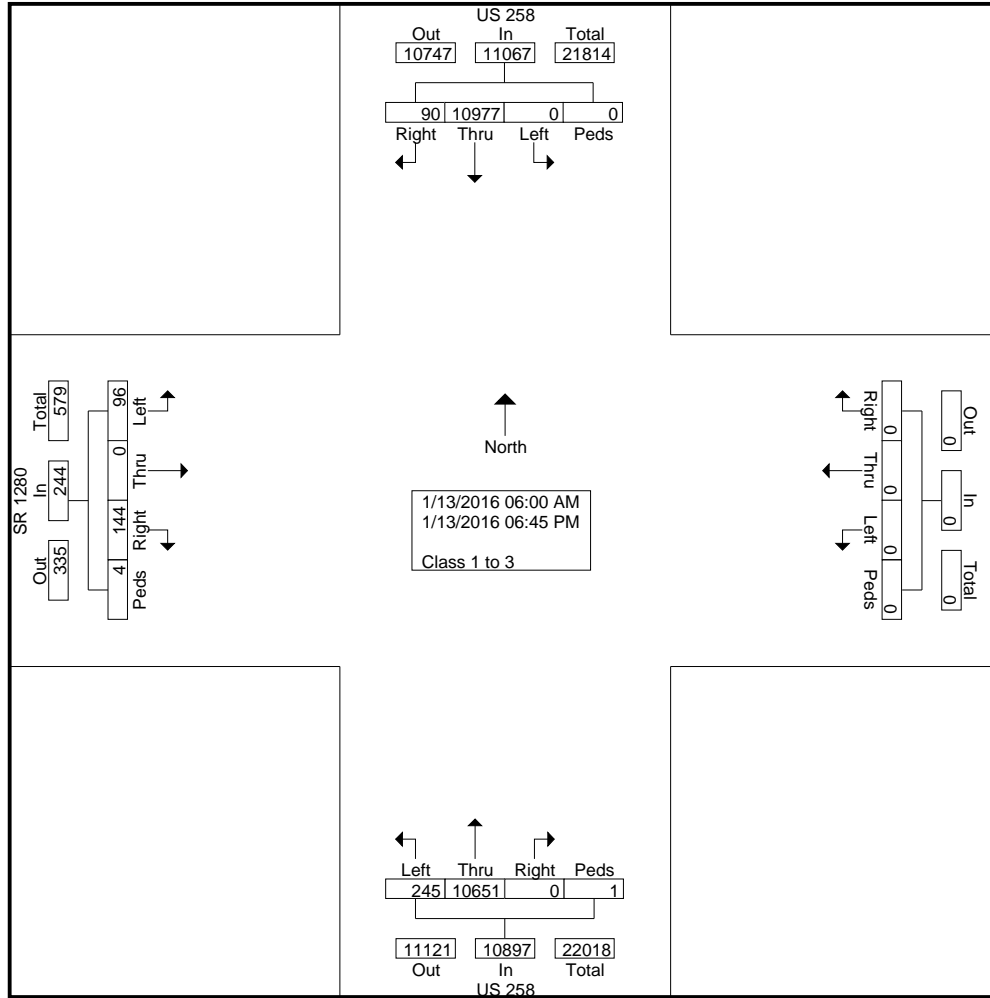 US 258
Out In Total
10747 11067 21814
90 10977 0 0
Right Thru Left Peds
SR 1280
Total In Out
579 244 335
96 0 144 4
Left Thru Right Peds
North
1/13/2016 06:00 AM
1/13/2016 06:45 PM
Class 1 to 3
Right Thru Left Peds
0 0 0 0
Out In Total
0 0 0
Left Thru Right Peds
245 10651 0 1
11121 10897 22018
Out In Total
US 258